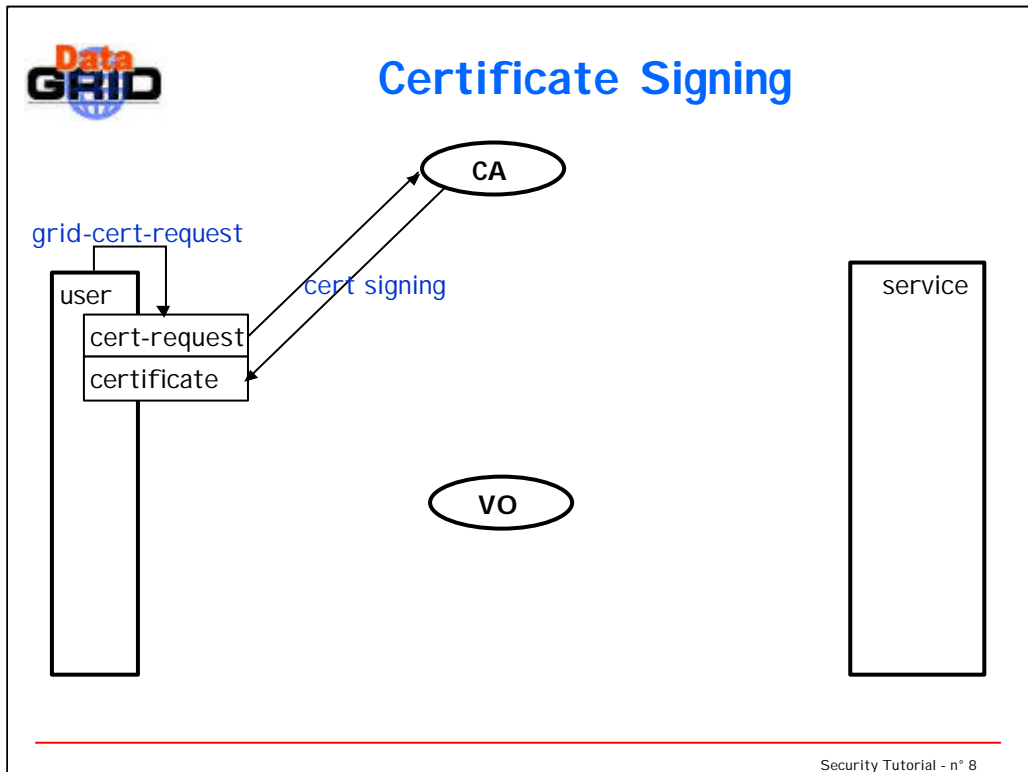 Data
GRID
Certificate Signing
CA
grid-cert-request
cert signing
user
service
cert-request
certificate
VO
Security Tutorial - n° 8